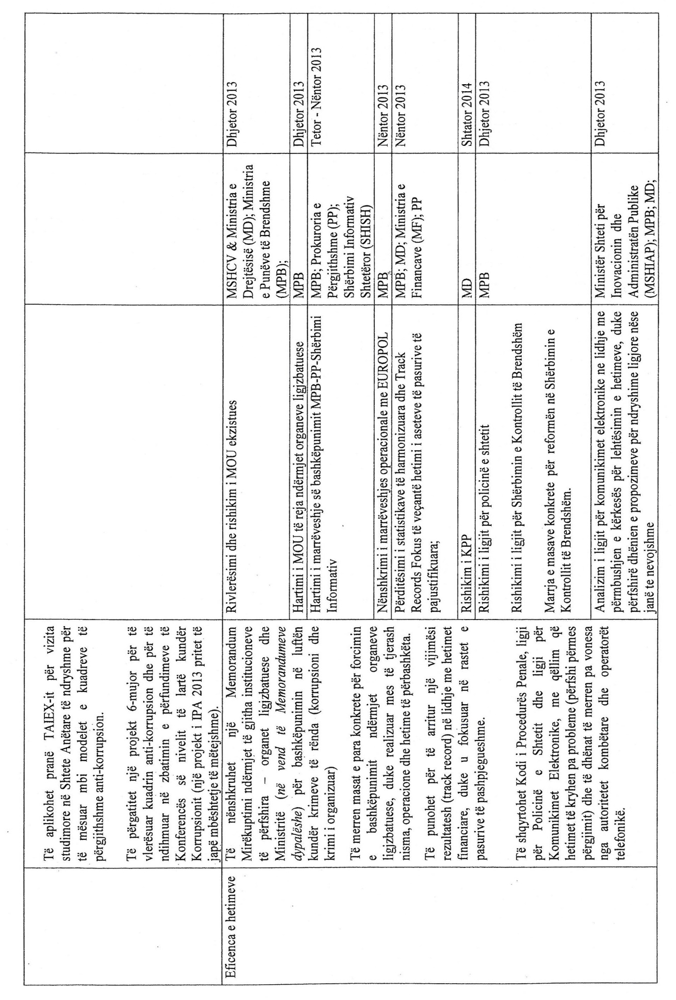 Të aplikohet pranë TAIEX-it për vizita
studimore në Shtete Anëtare të ndryshme për
të mësuar mbi modelet e kuadreve të
përgjithshme anti-korrupsion.
Të përgatitet një projekt 6-mujor për të
vlerësuar kuadrin anti-korrupsion dhe për të
ndihmuar në zbatimin e përfundimeve të
Konferencës së nivelit të lartë kundër
Korrupsionit (një projekt i IPA 2013 pritet të
japë mbështetje të mëtejshme).
Eficenca e hetimeve
Të nënshkruhet një Memorandum
Mirëkuptimi ndërmjet të gjitha institucioneve
të përfshira – organet ligjzbatuese dhe
Ministritë (në vend të Memorandumeve
dypalëshe) për bashkëpunimin në luftën
kundër krimeve të rënda (korrupsioni dhe
krimi i organizuar)
Të merren masat e para konkrete për forcimin
e bashkëpunimit ndërmjet organeve
ligjzbatuese, duke realizuar mes të tjerash
nisma, operacione dhe hetime të përbashkëta.
Të punohet për të arritur një vijimësi
rezultatesh (track record) në lidhje me hetimet
financiare, duke u fokusuar në rastet e
pasurive të pashpjegueshme.
Të shqyrtohet Kodi i Procedurës Penale, ligji
për Policinë e Shtetit dhe ligji për
Komunikimet Elektronike, me qëllim që
hetimet të kryhen pa probleme (përfshi përmes
përgjimit) dhe të dhënat të merren pa vonesa
nga autoritetet kombëtare dhe operatorët
telefonikë.
Rivlerësimi dhe rishikim i MOU ekzistues
MSHCV & Ministria e
Drejtësisë (MD); Ministria
e Punëve të Brendshme
(MPB);
Dhjetor 2013
Hartimi i MOU të reja ndërmjet organeve ligjzbatuese
MPB
Dhjetor 2013
Hartimi i marrëveshje së bashkëpunimit MPB-PP-Shërbimi
Informativ
MPB; Prokuroria e
Përgjithshme (PP);
Shërbimi Informativ
Shtetëror (SHISH)
Tetor - Nëntor 2013
Nënshkrimi i marrëveshjes operacionale me EUROPOL
MPB
Nëntor 2013
Përditësimi i statistikave të harmonizuara dhe Track
Records Fokus të veçantë hetimi i aseteve të pasurive të
pajustifikuara;
MPB; MD; Ministria e
Financave (MF); PP
Nëntor 2013
Rishikim i KPP
MD
Shtator 2014
Rishikimi i ligjit për policinë e shtetit
Rishikimi i ligjit për Shërbimin e Kontrollit të Brendshëm
Marrja e masave konkrete për reformën në Shërbimin e
Kontrollit të Brendshëm.
MPB
Dhjetor 2013
Analizim i ligjit për komunikimet elektronike ne lidhje me
përmbushjen e kërkesës për lehtësimin e hetimeve, duke
përfshirë dhënien e propozimeve për ndryshime ligjore nëse
janë te nevojshme
Ministër Shteti për
Inovacionin dhe
Administratën Publike
(MSHIAP); MPB; MD;
Dhjetor 2013